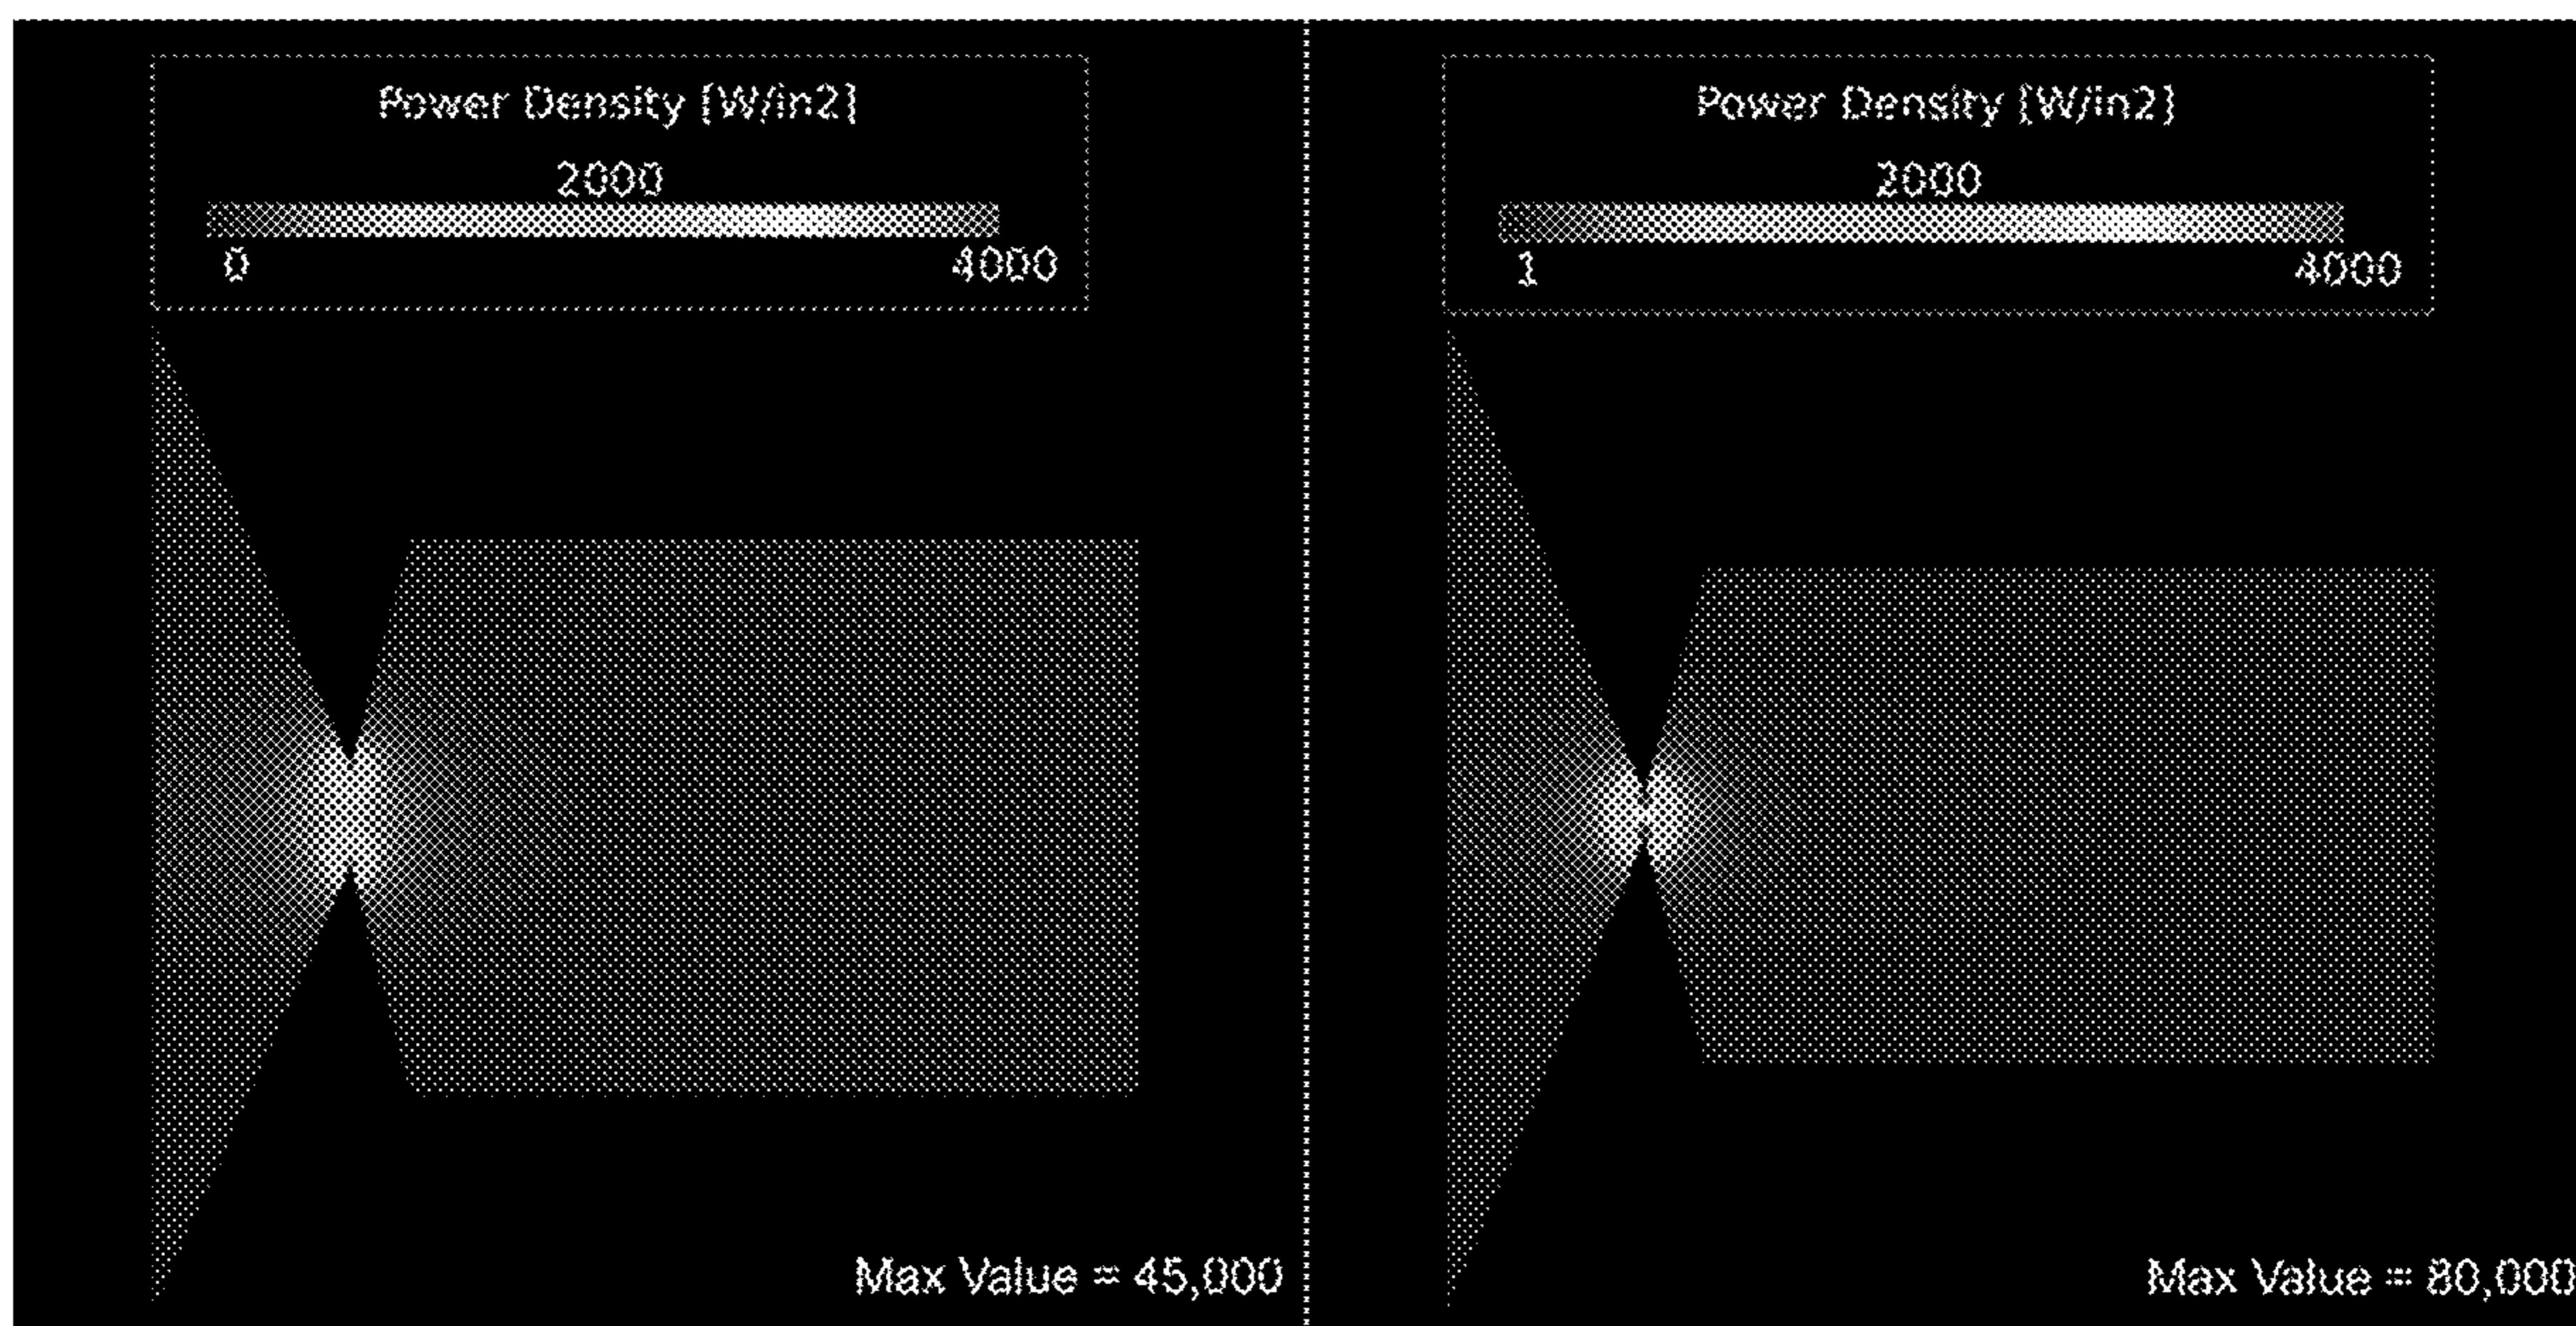 Power Density [W/in2]
2000
0
4000
Max Value = 45,000
Power Density [W/in2]
2000
1
4000
Max Value = 80,000